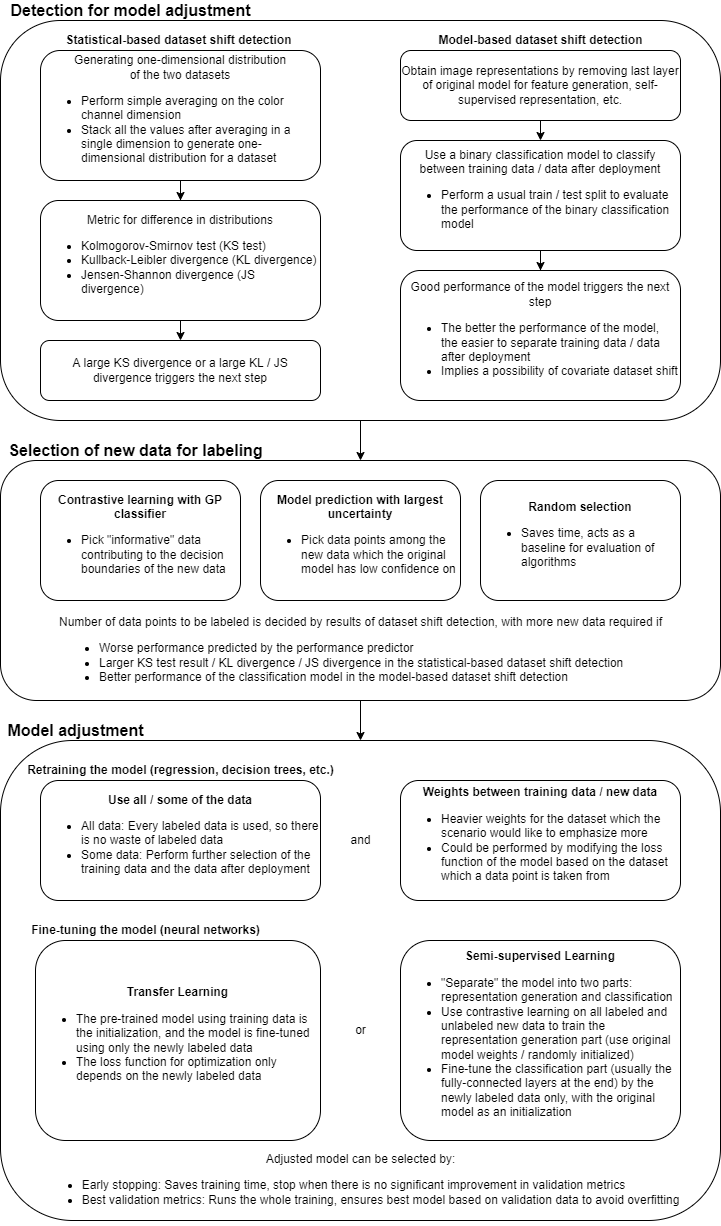 Detection for model adjustment
Statistical-based dataset shift detection
Generating one-dimensional distribution
of the two datasets
• Perform simple averaging on the color
channel dimension
• Stack all the values after averaging in a
single dimension to generate one-
dimensional distribution for a dataset
Metric for difference in distributions
• Kolmogorov-Smirnov test (KS test)
• Kullback-Leibler divergence (KL divergence)
• Jensen-Shannon divergence (JS
divergence)
A large KS divergence or a large KL / JS
divergence triggers the next step
Model-based dataset shift detection
Obtain image representations by removing last layer
of original model for feature generation, self-
supervised representation, etc.
Use a binary classification model to classify
between training data / data after deployment
• Perform a usual train / test split to evaluate
the performance of the binary classification
model
Good performance of the model triggers the next
step
• The better the performance of the model,
the easier to separate training data / data
after deployment
• Implies a possibility of covariate dataset shift
Selection of new data for labeling
Contrastive learning with GP
classifier
• Pick "informative" data
contributing to the decision
boundaries of the new data
Model prediction with largest
uncertainty
• Pick data points among the
new data which the original
model has low confidence on
Random selection
• Saves time, acts as a
baseline for evaluation of
algorithms
Number of data points to be labeled is decided by results of dataset shift detection, with more new data required if
• Worse performance predicted by the performance predictor
• Larger KS test result / KL divergence / JS divergence in the statistical-based dataset shift detection
• Better performance of the classification model in the model-based dataset shift detection
Model adjustment
Retraining the model (regression, decision trees, etc.)
Use all / some of the data
• All data: Every labeled data is used, so there
is no waste of labeled data
• Some data: Perform further selection of the
training data and the data after deployment
and
Weights between training data / new data
• Heavier weights for the dataset which the
scenario would like to emphasize more
• Could be performed by modifying the loss
function of the model based on the dataset
which a data point is taken from
Fine-tuning the model (neural networks)
Transfer Learning
• The pre-trained model using training data is
the initialization, and the model is fine-tuned
using only the newly labeled data
• The loss function for optimization only
depends on the newly labeled data
or
Semi-supervised Learning
• "Separate" the model into two parts:
representation generation and classification
• Use contrastive learning on all labeled and
unlabeled new data to train the
representation generation part (use original
model weights / randomly initialized)
• Fine-tune the classification part (usually the
fully-connected layers at the end) by the
newly labeled data only, with the original
model as an initialization
Adjusted model can be selected by:
• Early stopping: Saves training time, stop when there is no significant improvement in validation metrics
• Best validation metrics: Runs the whole training, ensures best model based on validation data to avoid overfitting